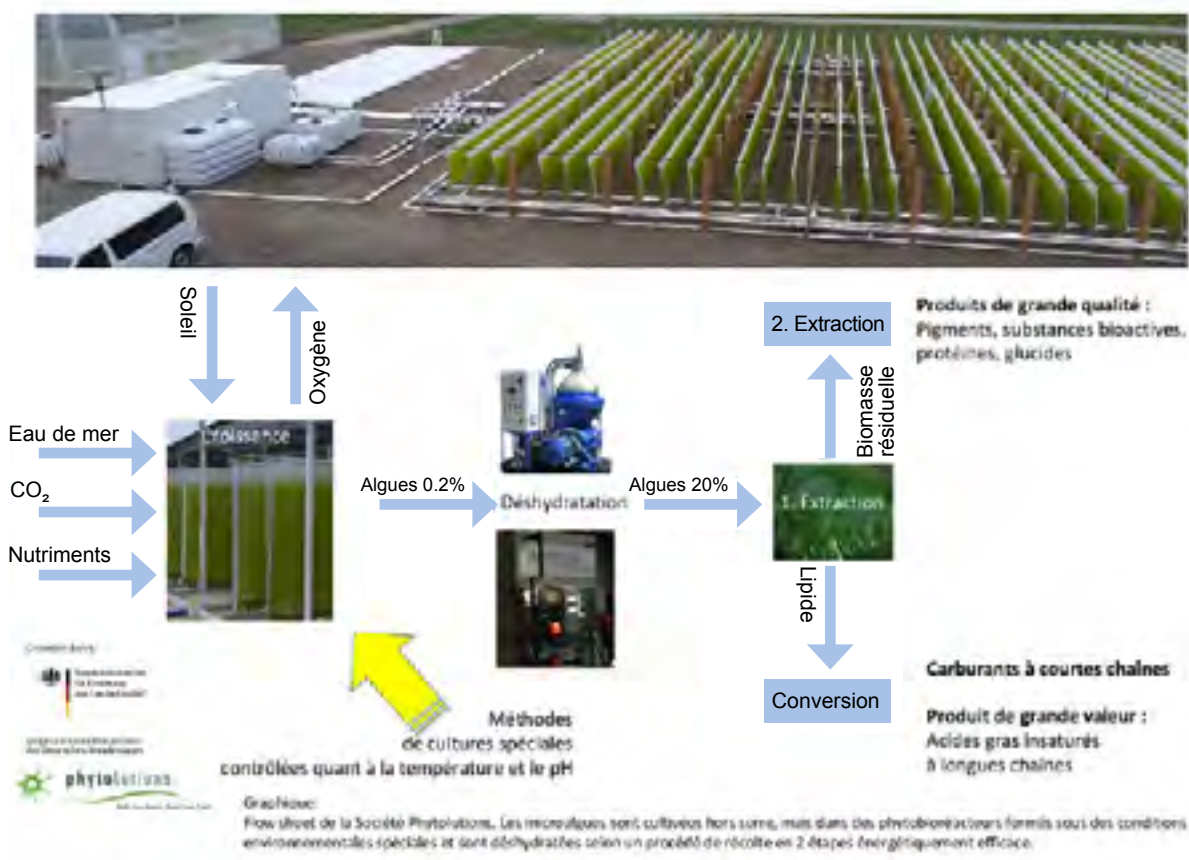 Soleil
Oxygène
Eau de mer
CO₂
Nutriments
Croissance
Algues 0.2%
Déshydratation
Algues 20%
1. Extraction
Biomasse
résiduelle
2. Extraction
Produits de grande qualité :
Pigments, substances bioactives,
protéines, glucides
Lipide
Conversion
Carburants à courtes chaînes
Produit de grande valeur :
Acides gras insaturés
à longues chaînes
Méthodes
de cultures spéciales
contrôlées quant à la température et le pH
phytolutions
Graphique:
Flow sheet de la Société Phytolutions. Les microalgues sont cultivées hors, mais dans des phytobioréacteurs formés sous des conditions
environnementales spéciales et sont déshydratées selon un procédé de récolte en 2 étapes énergétiquement efficace.